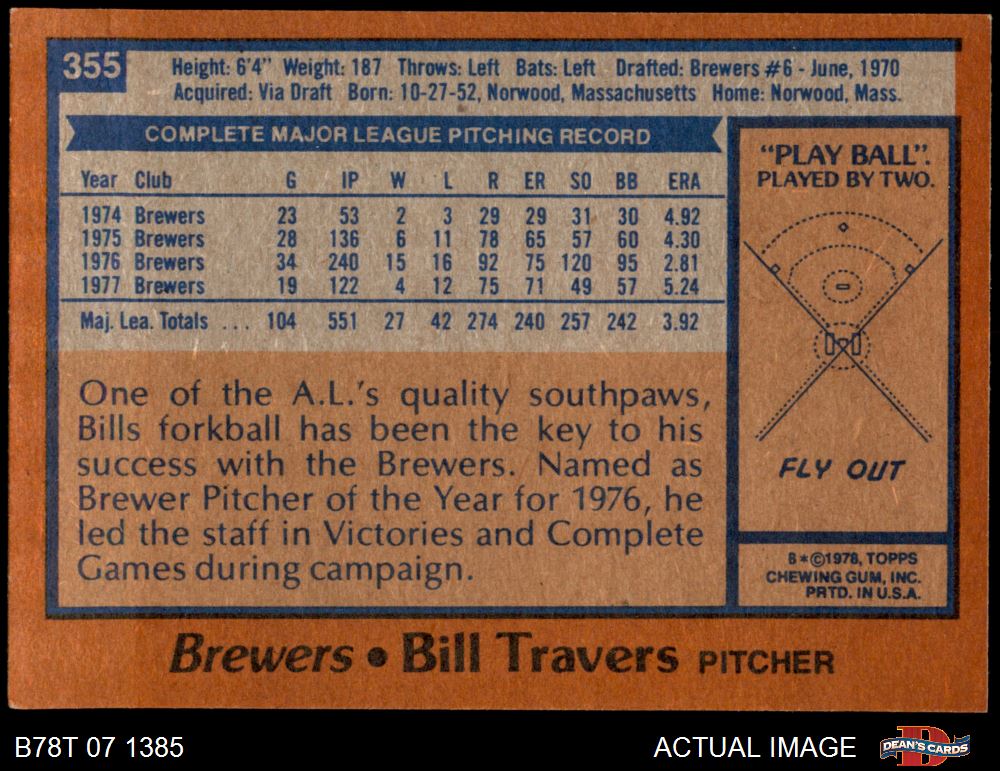 355
Height: 6'4" Weight: 187 Throws: Left Bats: Left Drafted: Brewers #6 - June, 1970
Acquired: Via Draft Born: 10-27-52, Norwood, Massachusetts Home: Norwood, Mass.
COMPLETE MAJOR LEAGUE PITCHING RECORD
Year Club G IP W L R ER SO BB ERA
1974 Brewers 23 53 2 3 29 29 31 30 4.92
1975 Brewers 28 136 6 11 78 65 57 60 4.30
1976 Brewers 34 240 15 16 92 75 120 95 2.81
1977 Brewers 19 122 4 12 75 71 49 57 5.24
Maj. Lea. Totals ... 104 551 27 42 274 240 257 242 3.92
One of the A.L.'s quality southpaws,
Bills forkball has been the key to his
success with the Brewers. Named as
Brewer Pitcher of the Year for 1976, he
led the staff in Victories and Complete
Games during campaign.
"PLAY BALL".
PLAYED BY TWO.
FLY OUT
B*©1978, TOPPS
CHEWING GUM, INC.
PRTD. IN U.S.A.
Brewers • Bill Travers PITCHER
B78T 07 1385
ACTUAL IMAGE
DEAN'S CARDS